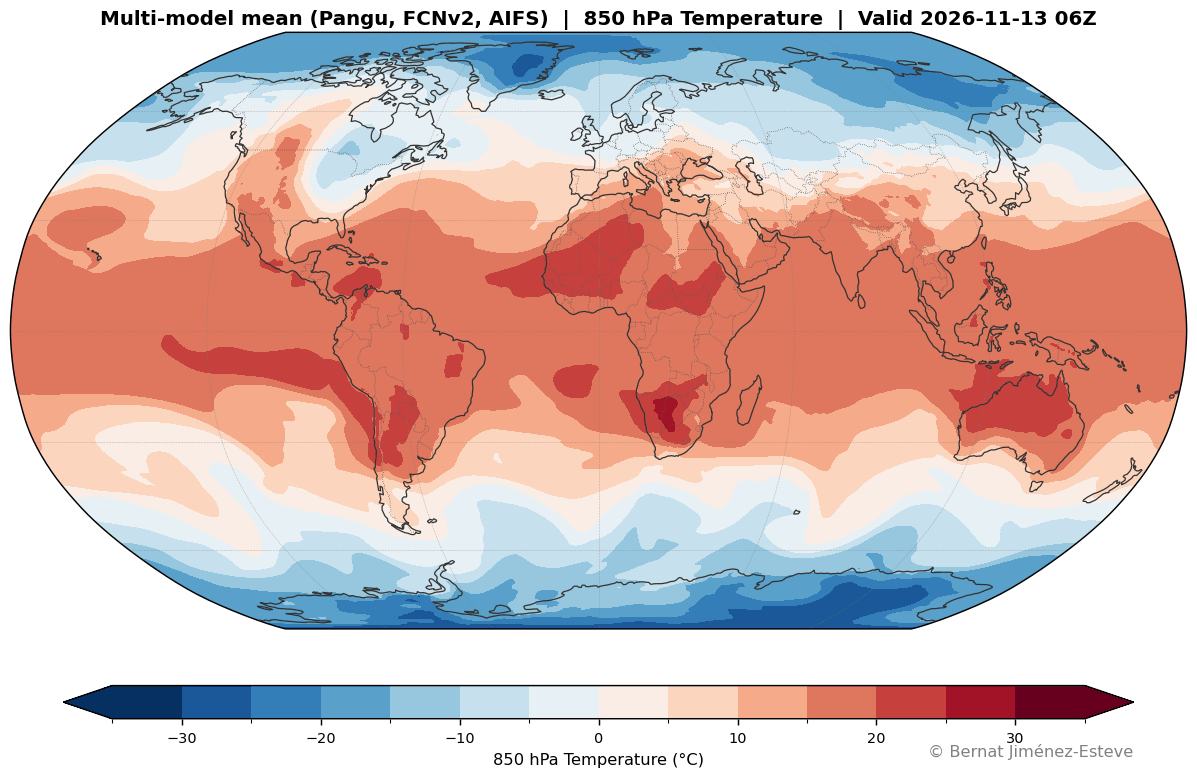 Multi-model mean (Pangu, FCNv2, AIFS) | 850 hPa Temperature | Valid 2026-11-13 06Z
−30 −20 −10 0 10 20 30
850 hPa Temperature (°C)
© Bernat Jiménez-Esteve